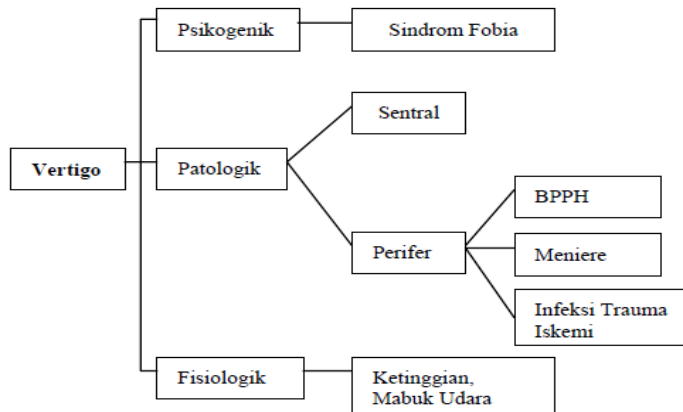 Psikogenik
Sindrom Fobia
Sentral
Vertigo
Patologik
BPPH
Perifer
Meniere
Infeksi Trauma
Iskemi
Fisiologik
Ketinggian,
Mabuk Udara